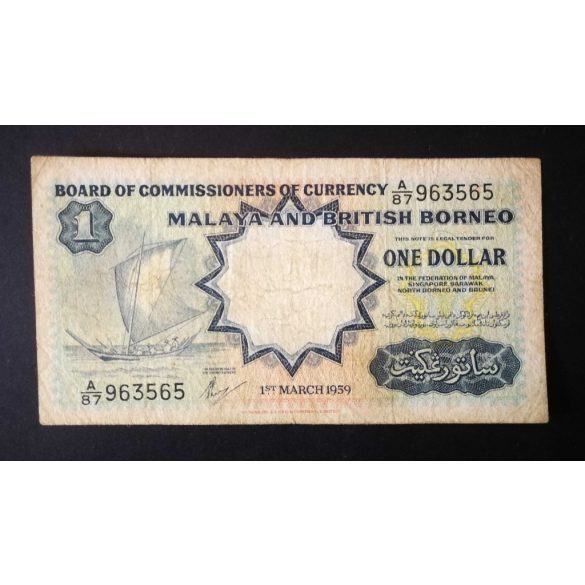 BOARD OF COMMISSIONERS OF CURRENCY A/87 963565
MALAYA AND BRITISH BORNEO
1
THIS NOTE IS LEGAL TENDER FOR
ONE DOLLAR
IN THE FEDERATION OF MALAYA,
SINGAPORE, SARAWAK,
NORTH BORNEO AND BRUNEI
ساتو رڠݢيت
A/87 963565
1ST MARCH 1959